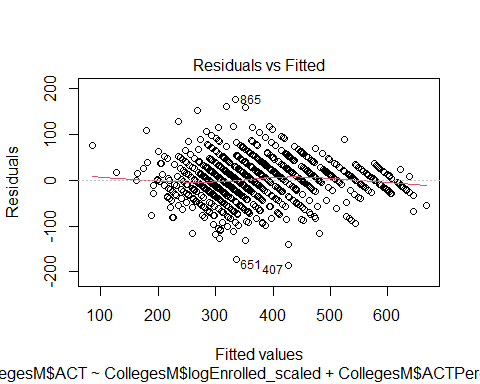 Residuals vs Fitted
200
100
0
-100
-200
Residuals
865
651
407
100 200 300 400 500 600
Fitted values
egesM$ACT ~ CollegesM$logEnrolled_scaled + CollegesM$ACTPer